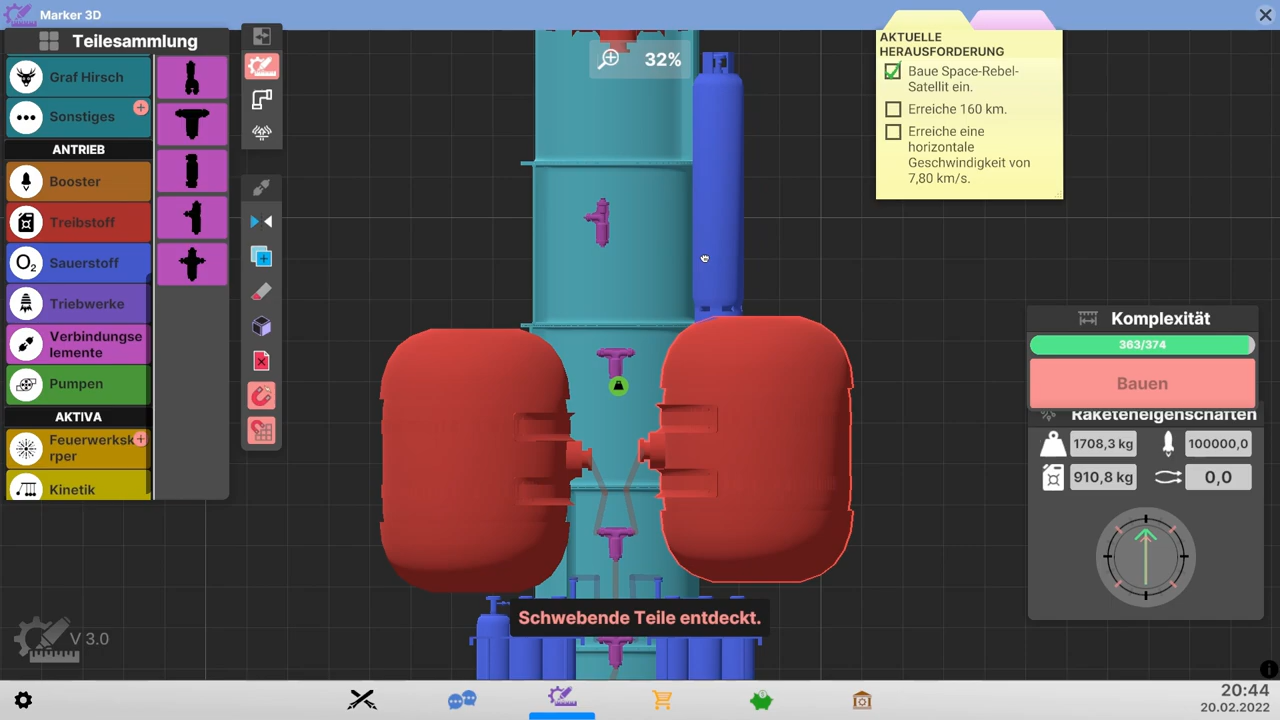 Marker 3D
Teilesammlung
Graf Hirsch
Sonstiges
ANTRIEB
Booster
Treibstoff
O₂
Sauerstoff
Triebwerke
Verbindungse
lemente
Pumpen
AKTIVA
Feuerwerksk
rper
Kinetik
V 3.0
32%
AKTUELLE
HERAUSFORDERUNG
Baue Space-Rebel-
Satellit ein.
Erreiche 160 km.
Erreiche eine
horizontale
Geschwindigkeit von
7,80 km/s.
Komplexität
363/374
Bauen
Raketeneigenschaften
1708,3 kg
100000,0
910,8 kg
0,0
Schwebende Teile entdeckt.
20:44
20.02.2022